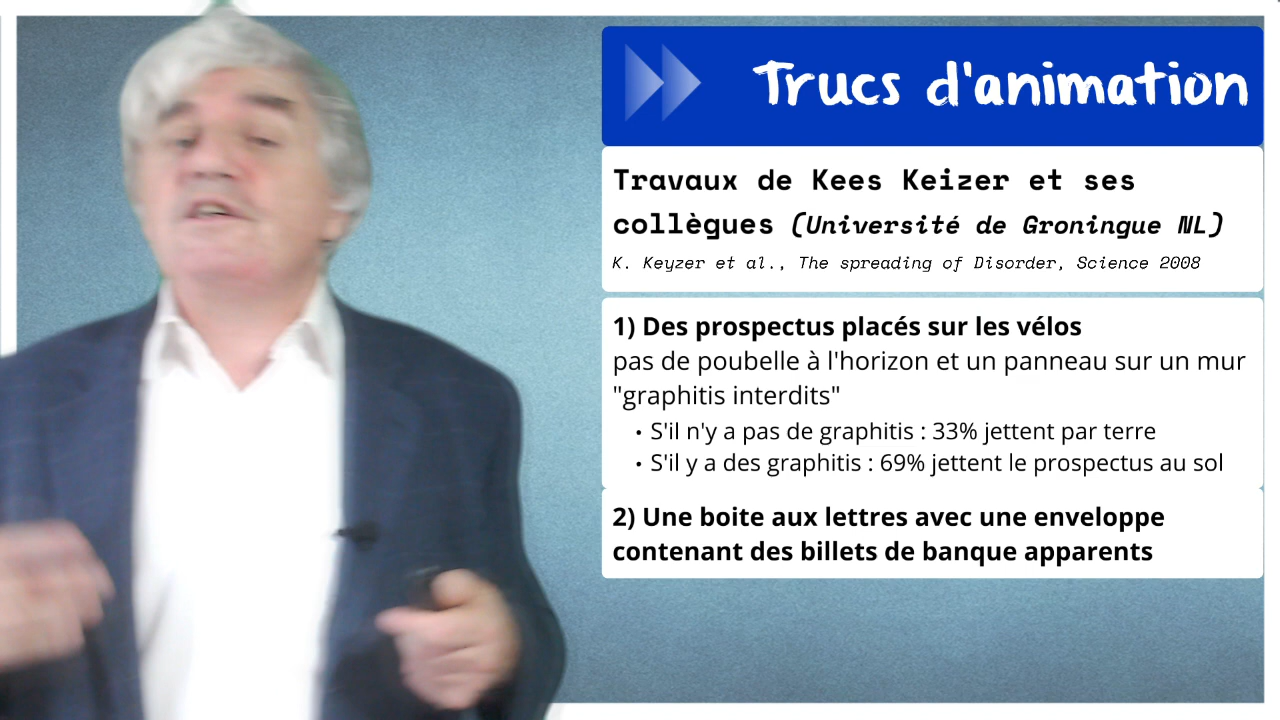 Trucs d'animation
Travaux de Kees Keizer et ses
collègues (Université de Groningue NL)
K. Keyzer et al., The spreading of Disorder, Science 2008
1) Des prospectus placés sur les vélos
pas de poubelle à l'horizon et un panneau sur un mur
"graphitis interdits"
• S'il n'y a pas de graphitis : 33% jettent par terre
• S'il y a des graphitis : 69% jettent le prospectus au sol
2) Une boite aux lettres avec une enveloppe
contenant des billets de banque apparents